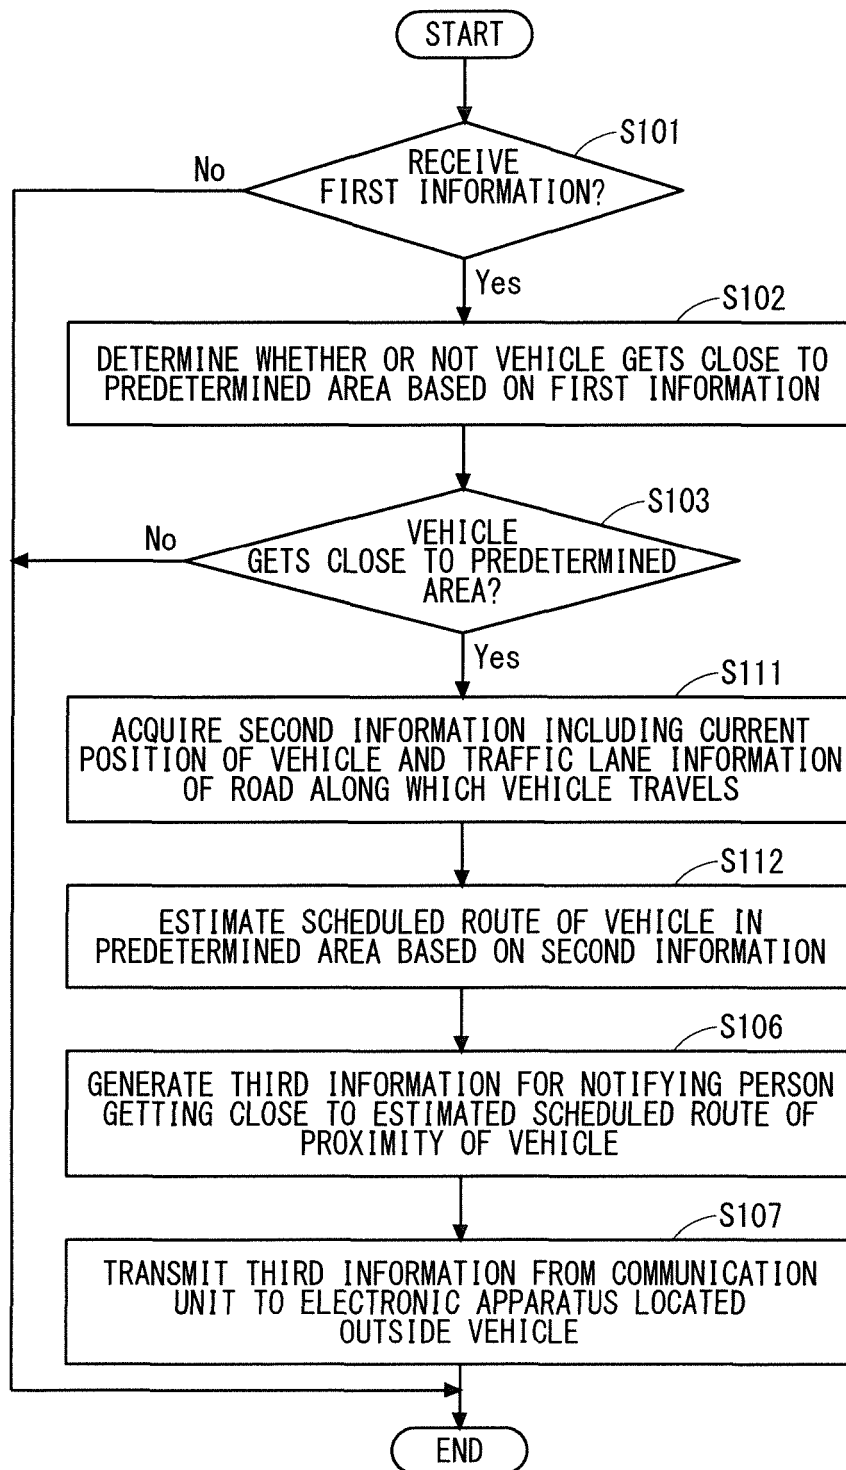 START
S101
RECEIVE
FIRST INFORMATION?
No
Yes
S102
DETERMINE WHETHER OR NOT VEHICLE GETS CLOSE TO
PREDETERMINED AREA BASED ON FIRST INFORMATION
S103
VEHICLE
GETS CLOSE TO PREDETERMINED
AREA?
No
Yes
S111
ACQUIRE SECOND INFORMATION INCLUDING CURRENT
POSITION OF VEHICLE AND TRAFFIC LANE INFORMATION
OF ROAD ALONG WHICH VEHICLE TRAVELS
S112
ESTIMATE SCHEDULED ROUTE OF VEHICLE IN
PREDETERMINED AREA BASED ON SECOND INFORMATION
S106
GENERATE THIRD INFORMATION FOR NOTIFYING PERSON
GETTING CLOSE TO ESTIMATED SCHEDULED ROUTE OF
PROXIMITY OF VEHICLE
S107
TRANSMIT THIRD INFORMATION FROM COMMUNICATION
UNIT TO ELECTRONIC APPARATUS LOCATED
OUTSIDE VEHICLE
END